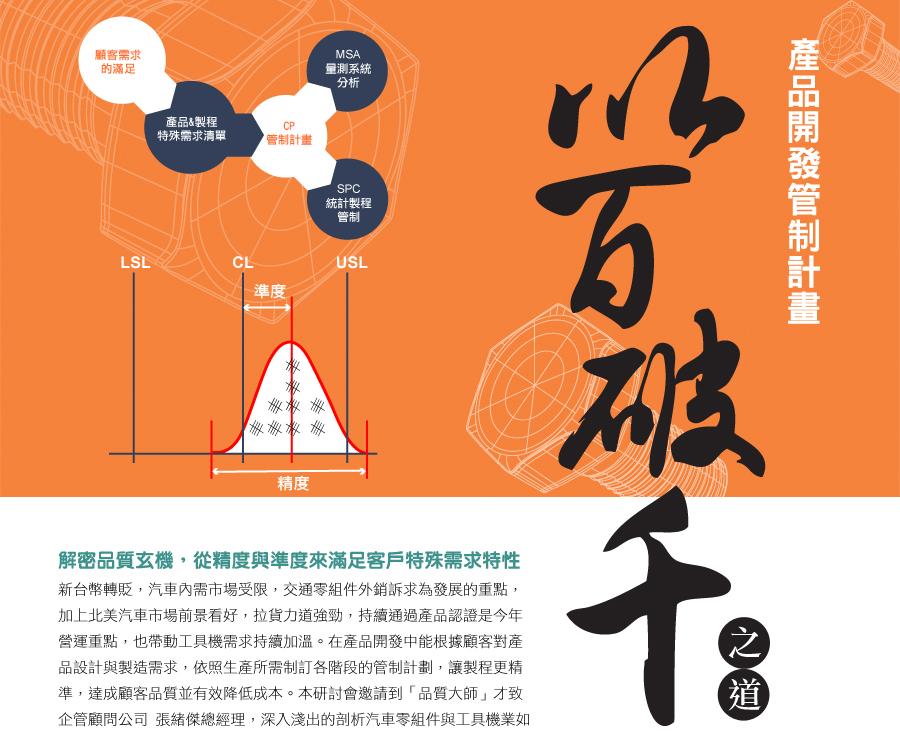 產品開發管制計畫
以百破千
之道
顧客需求
的滿足
產品&製程
特殊需求清單
CP
管制計畫
MSA
量測系統
分析
SPC
統計製程
管制
LSL
CL
USL
準度
精度
解密品質玄機，從精度與準度來滿足客戶特殊需求特性
新台幣轉貶，汽車內需市場受限，交通零組件外銷訴求為發展的重點，
加上北美汽車市場前景看好，拉貨力道強勁，持續通過產品認證是今年
營運重點，也帶動工具機需求持續加溫。在產品開發中能根據顧客對產
品設計與製造需求，依照生產所需制訂各階段的管制計劃，讓製程更精
準，達成顧客品質並有效降低成本。本研討會邀請到「品質大師」才致
企管顧問公司 張緒傑總經理，深入淺出的剖析汽車零組件與工具機業如